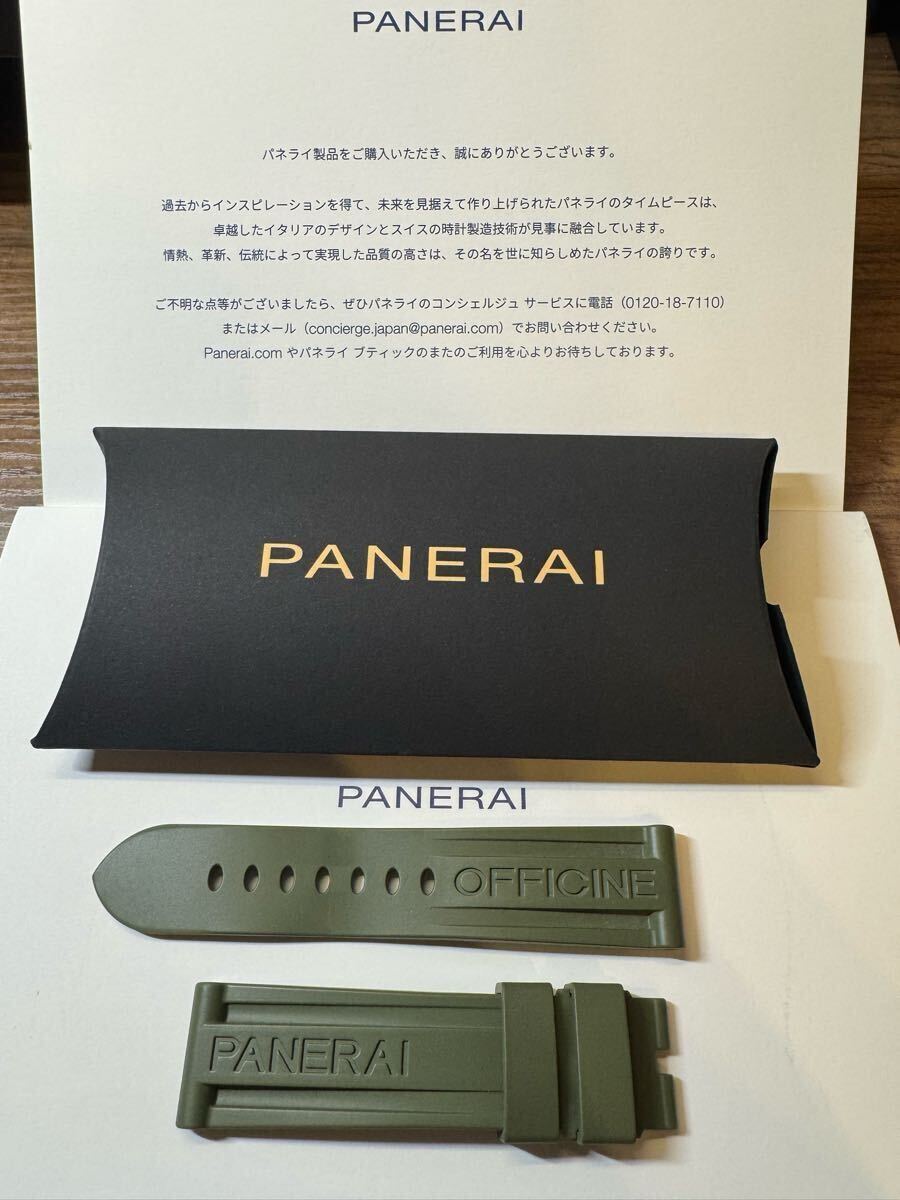 PANERAI
パネライ製品をご購入いただき、誠にありがとうございます。
過去からインスピレーションを得て、未来を見据えて作り上げられたパネライのタイムピースは、
卓越したイタリアのデザインとスイスの時計製造技術が見事に融合しています。
情熱、革新、伝統によって実現した品質の高さは、その名を世に知らしめたパネライの誇りです。
ご不明な点等がございましたら、ぜひパネライのコンシェルジュ サービスに電話（0120-18-7110）
またはメール（concierge.japan@panerai.com）でお問い合わせください。
Panerai.com やパネライ ブティックのまたのご利用を心よりお待ちしております。
PANERAI
PANERAI
OFFICINE
PANERAI